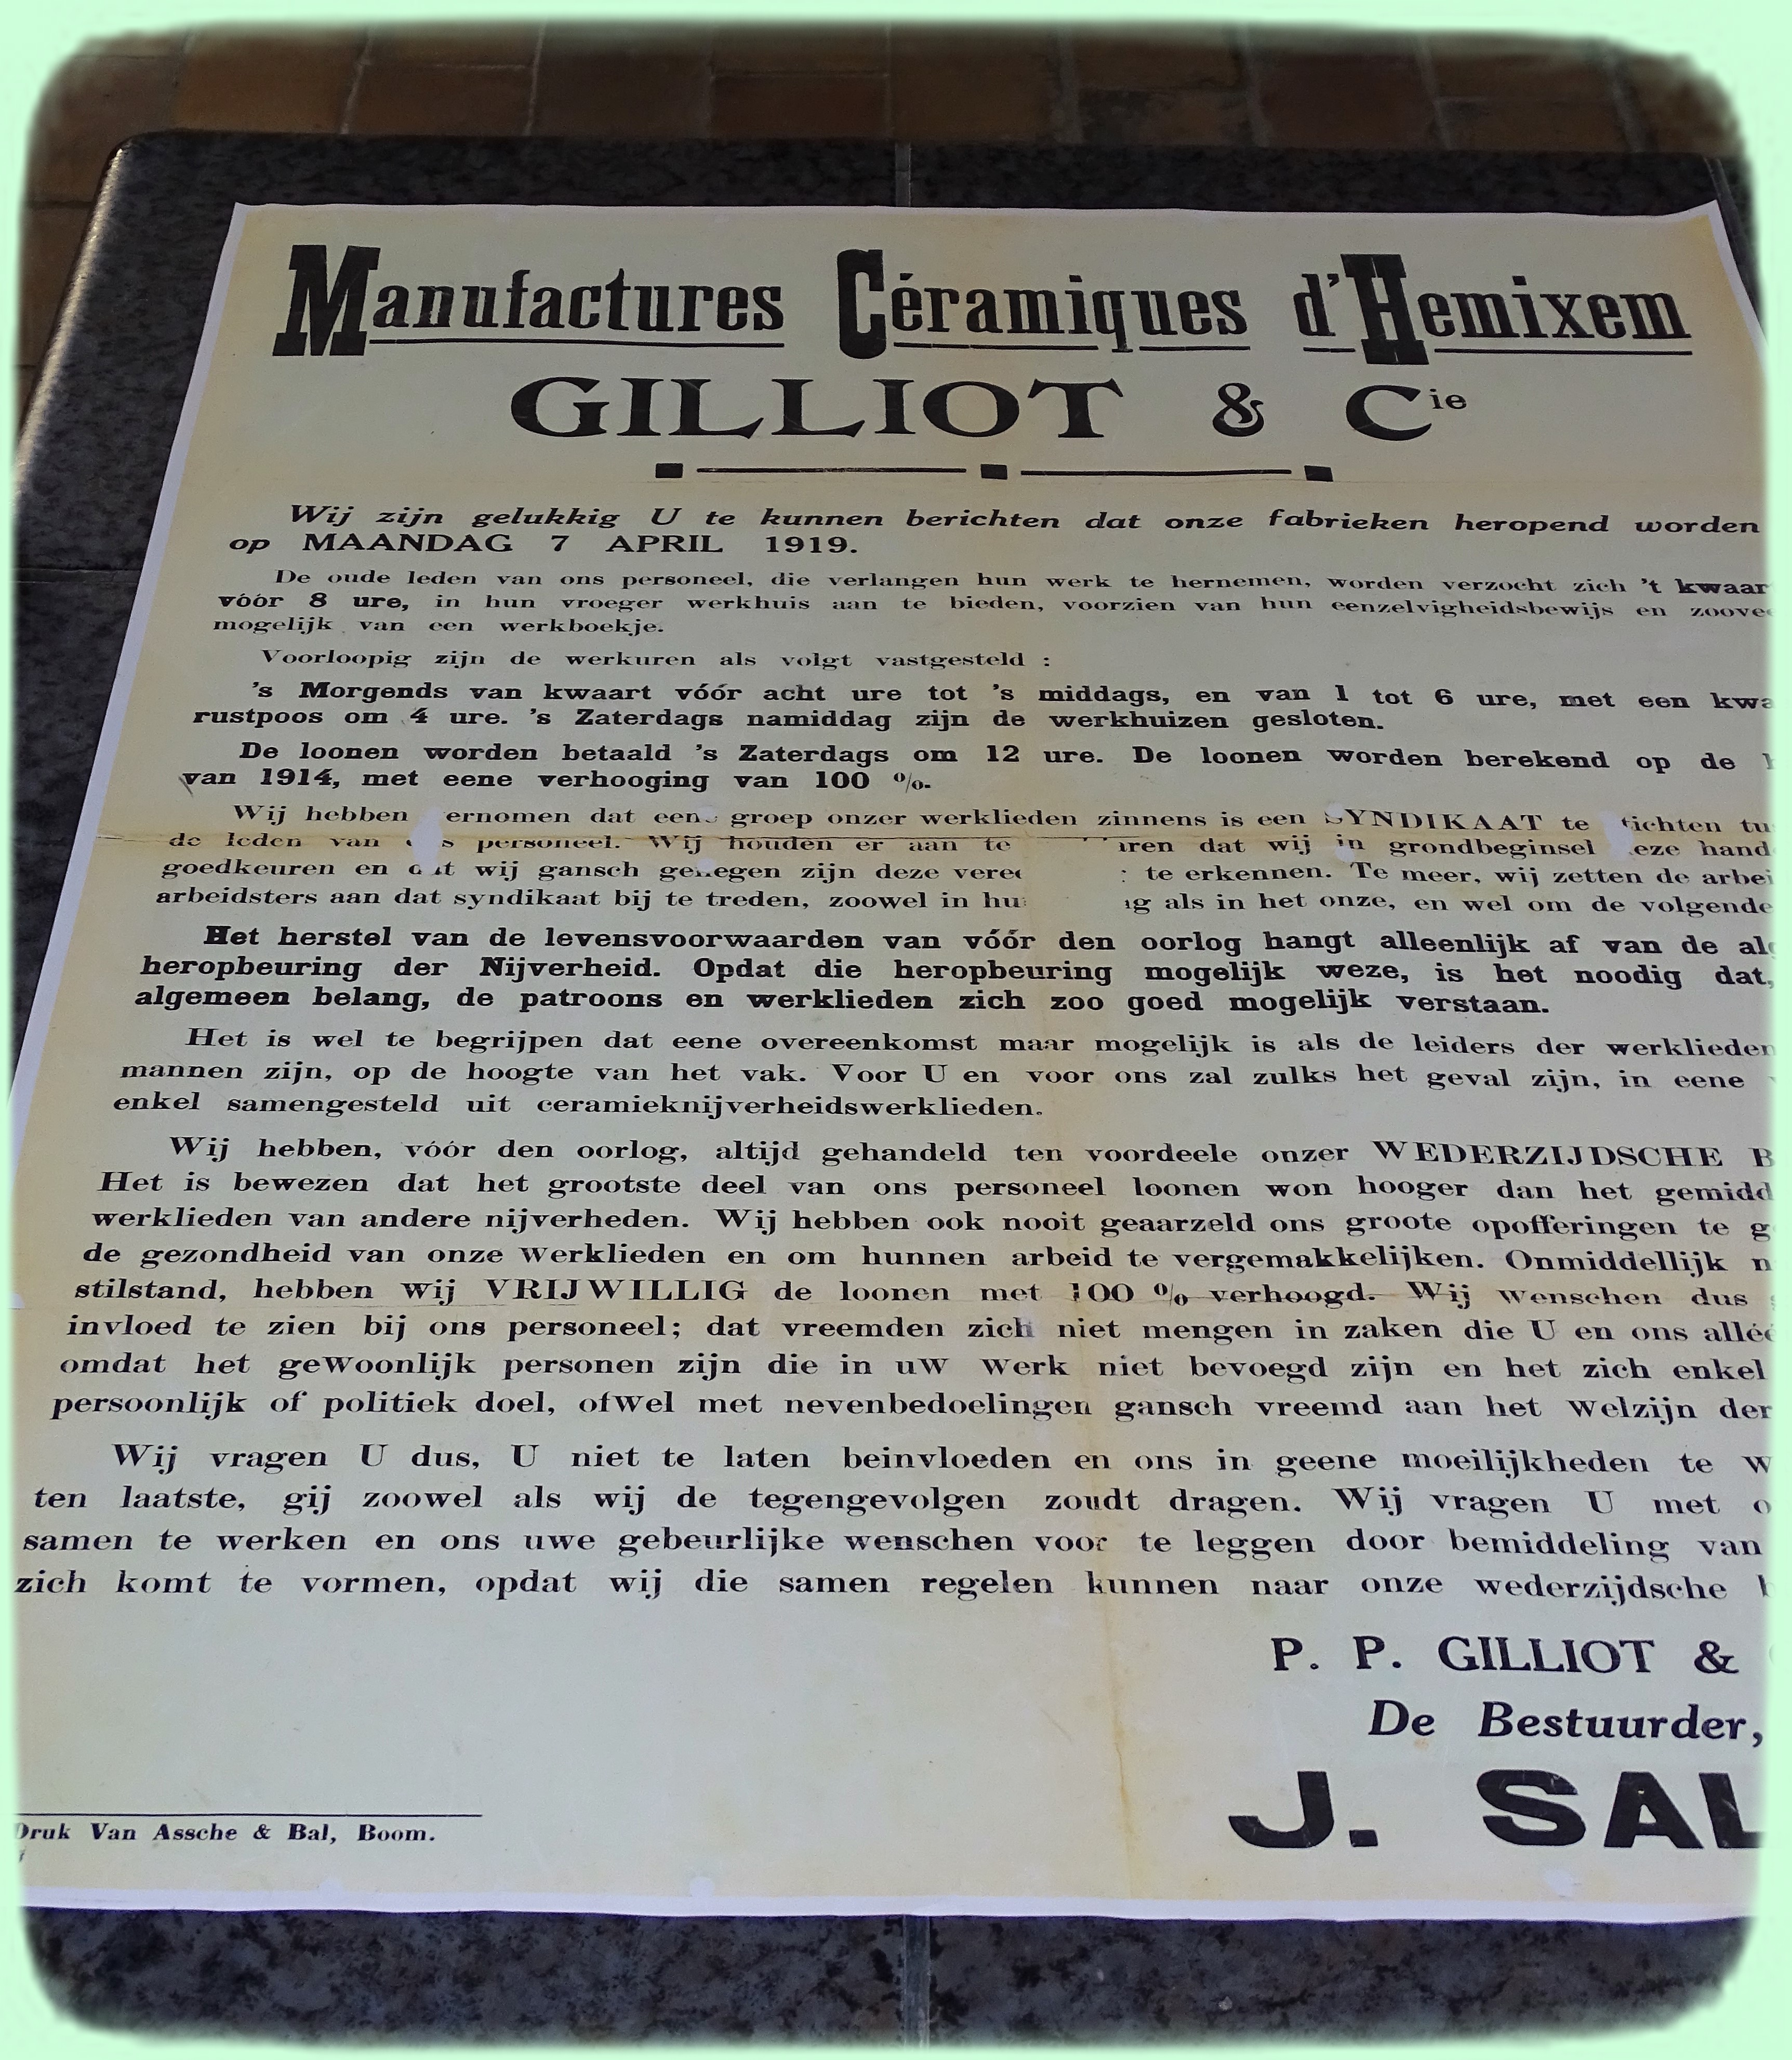 Manufactures Céramiques d'Hemixem
GILLIOT & Cie
Wij zijn gelukkig U te kunnen berichten dat onze fabrieken heropend worden
op MAANDAG 7 APRIL 1919.
De oude leden van ons personeel, die verlangen hun werk te hernemen, worden verzocht zich 't
vóór 8 ure, in hun vroeger werkhuis aan te bieden, voorzien van hun eenzelvigheidsbewijs en
mogelijk van een werkboekje.
Voorloopig zijn de werkuren als volgt vastgesteld :
's Morgends van kwaart vóór acht ure tot 's middags, en van 1 tot 6 ure, met een
rustpoos om 4 ure. 's Zaterdags namiddag zijn de werkhuizen gesloten.
De loonen worden betaald 's Zaterdags om 12 ure. De loonen worden berekend op de
van 1914, met eene verhooging van 100 %.
Wij hebben dat groep onzer werklieden zinnens is een SYNDIKAAT te
de leden van personeel. Wij houden er aan te dat wij in grondbeginsel
goedkeuren en wij gansch zijn deze te erkennen. Te meer, wij zetten de
arbeidsters aan dat syndikaat bij te treden, zoowel in als in het onze, en wel om de volgende
Het herstel van de levensvoorwaarden van vóór den oorlog hangt alleenlijk af van de
heropbeuring der Nijverheid. Opdat die heropbeuring mogelijk weze, is het noodig dat,
algemeen belang, de patroons en werklieden zich zoo goed mogelijk verstaan.
Het is wel te begrijpen dat eene overeenkomst maar mogelijk is als de leiders der werklieden
mannen zijn, op de hoogte van het vak. Voor U en voor ons zal zulks het geval zijn, in eene
enkel samengesteld uit ceramieknijverheidswerklieden.
Wij hebben, vóór den oorlog, altijd gehandeld ten voordeele onzer WEDERZIJDSCHE
Het is bewezen dat het grootste deel van ons personeel loonen won hooger dan het
werklieden van andere nijverheden. Wij hebben ook nooit geaarzeld ons groote opofferingen te
de gezondheid van onze werklieden en om hunnen arbeid te vergemakkelijken. Onmiddellijk
stilstand, hebben wij VRIJWILLIG de loonen met 100 % verhoogd. Wij wenschen dus
invloed te zien bij ons personeel; dat vreemden zich niet mengen in zaken die U en ons
omdat het gewoonlijk personen zijn die in uw werk niet bevoegd zijn en het zich enkel
persoonlijk of politiek doel, ofwel met nevenbedoelingen gansch vreemd aan het welzijn der
Wij vragen U dus, U niet te laten beinvloeden en ons in geene moeilijkheden te
ten laatste, gij zoowel als wij de tegengevolgen zoudt dragen. Wij vragen U met
samen te werken en ons uwe gebeurlijke wenschen voor te leggen door bemiddeling van
zich komt te vormen, opdat wij die samen regelen kunnen naar onze wederzijdsche
P. P. GILLIOT &
De Bestuurder,
J.
Druk Van Assche & Bal, Boom.